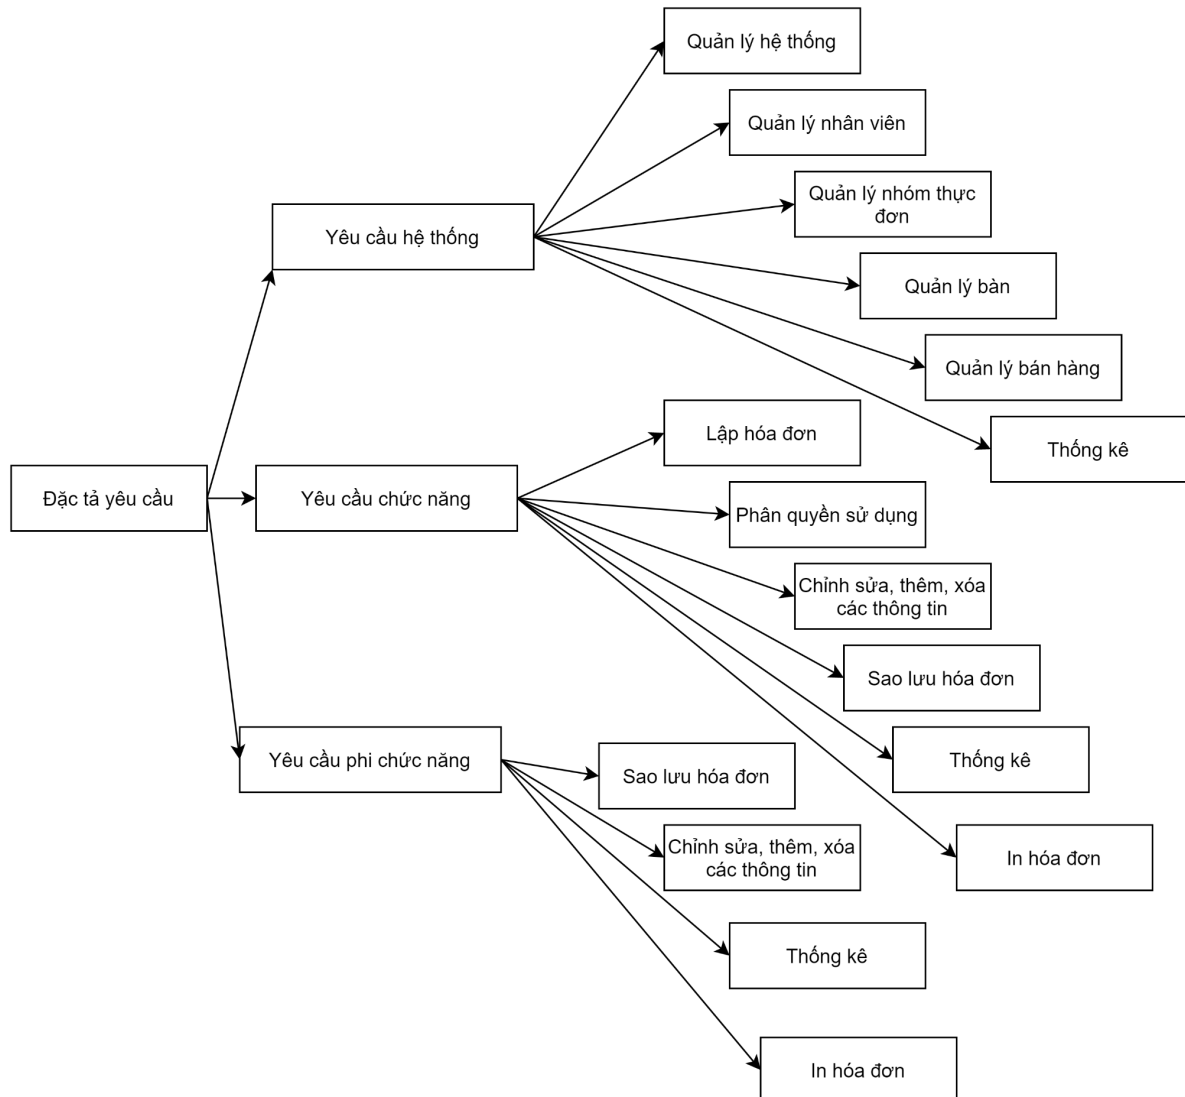 Quản lý hệ thống
Quản lý nhân viên
Quản lý nhóm thực
đơn
Yêu cầu hệ thống
Quản lý bàn
Quản lý bán hàng
Thống kê
Đặc tả yêu cầu
Yêu cầu chức năng
Lập hóa đơn
Phân quyền sử dụng
Chỉnh sửa, thêm, xóa
các thông tin
Sao lưu hóa đơn
Thống kê
In hóa đơn
Yêu cầu phi chức năng
Sao lưu hóa đơn
Chỉnh sửa, thêm, xóa
các thông tin
Thống kê
In hóa đơn